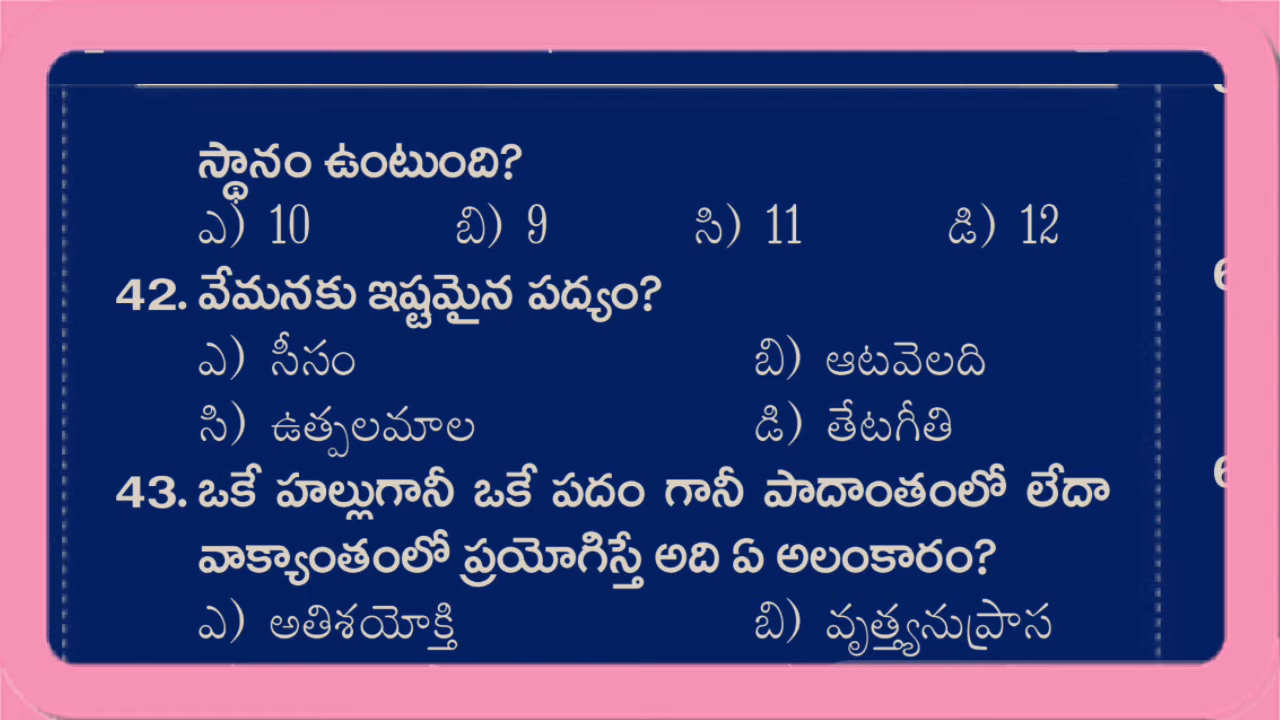 స్థానం ఉంటుంది?
ఎ) 10 బి) 9 సి) 11 డి) 12
42. వేమనకు ఇష్టమైన పద్యం?
ఎ) సీసం బి) ఆటవెలది
సి) ఉత్పలమాల డి) తేటగీతి
43. ఒకే హల్లుగానీ ఒకే పదం గానీ పాదాంతంలో లేదా
వాక్యాంతంలో ప్రయోగిస్తే అది ఏ అలంకారం?
ఎ) అతిశయోక్తి బి) వృత్త్యనుప్రాస